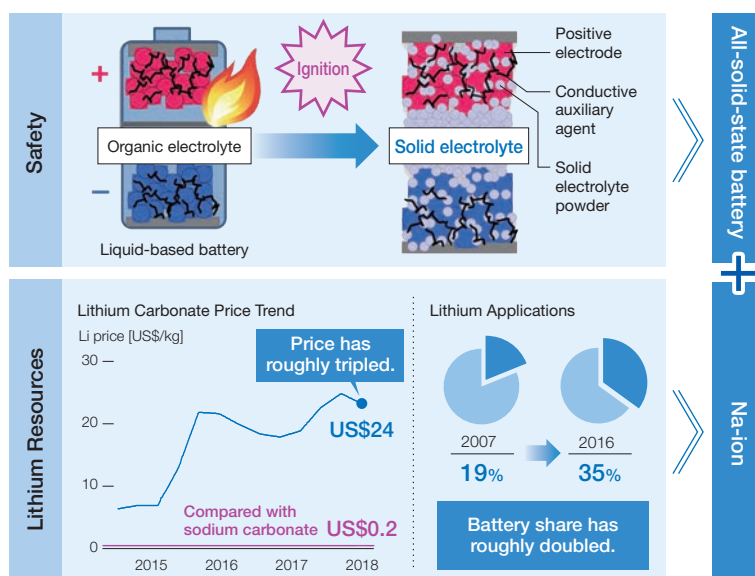 Safety
+
−
Organic electrolyte
Liquid-based battery
Ignition
Solid electrolyte
Positive
electrode
Conductive
auxiliary
agent
Solid
electrolyte
powder
All-solid-state battery
+
Na-ion
Lithium Resources
Lithium Carbonate Price Trend
Li price [US$/kg]
30
20
10
0
Price has
roughly tripled.
US$24
Compared with
sodium carbonate US$0.2
2015 2016 2017 2018
Lithium Applications
2007 2016
19% 35%
Battery share has
roughly doubled.